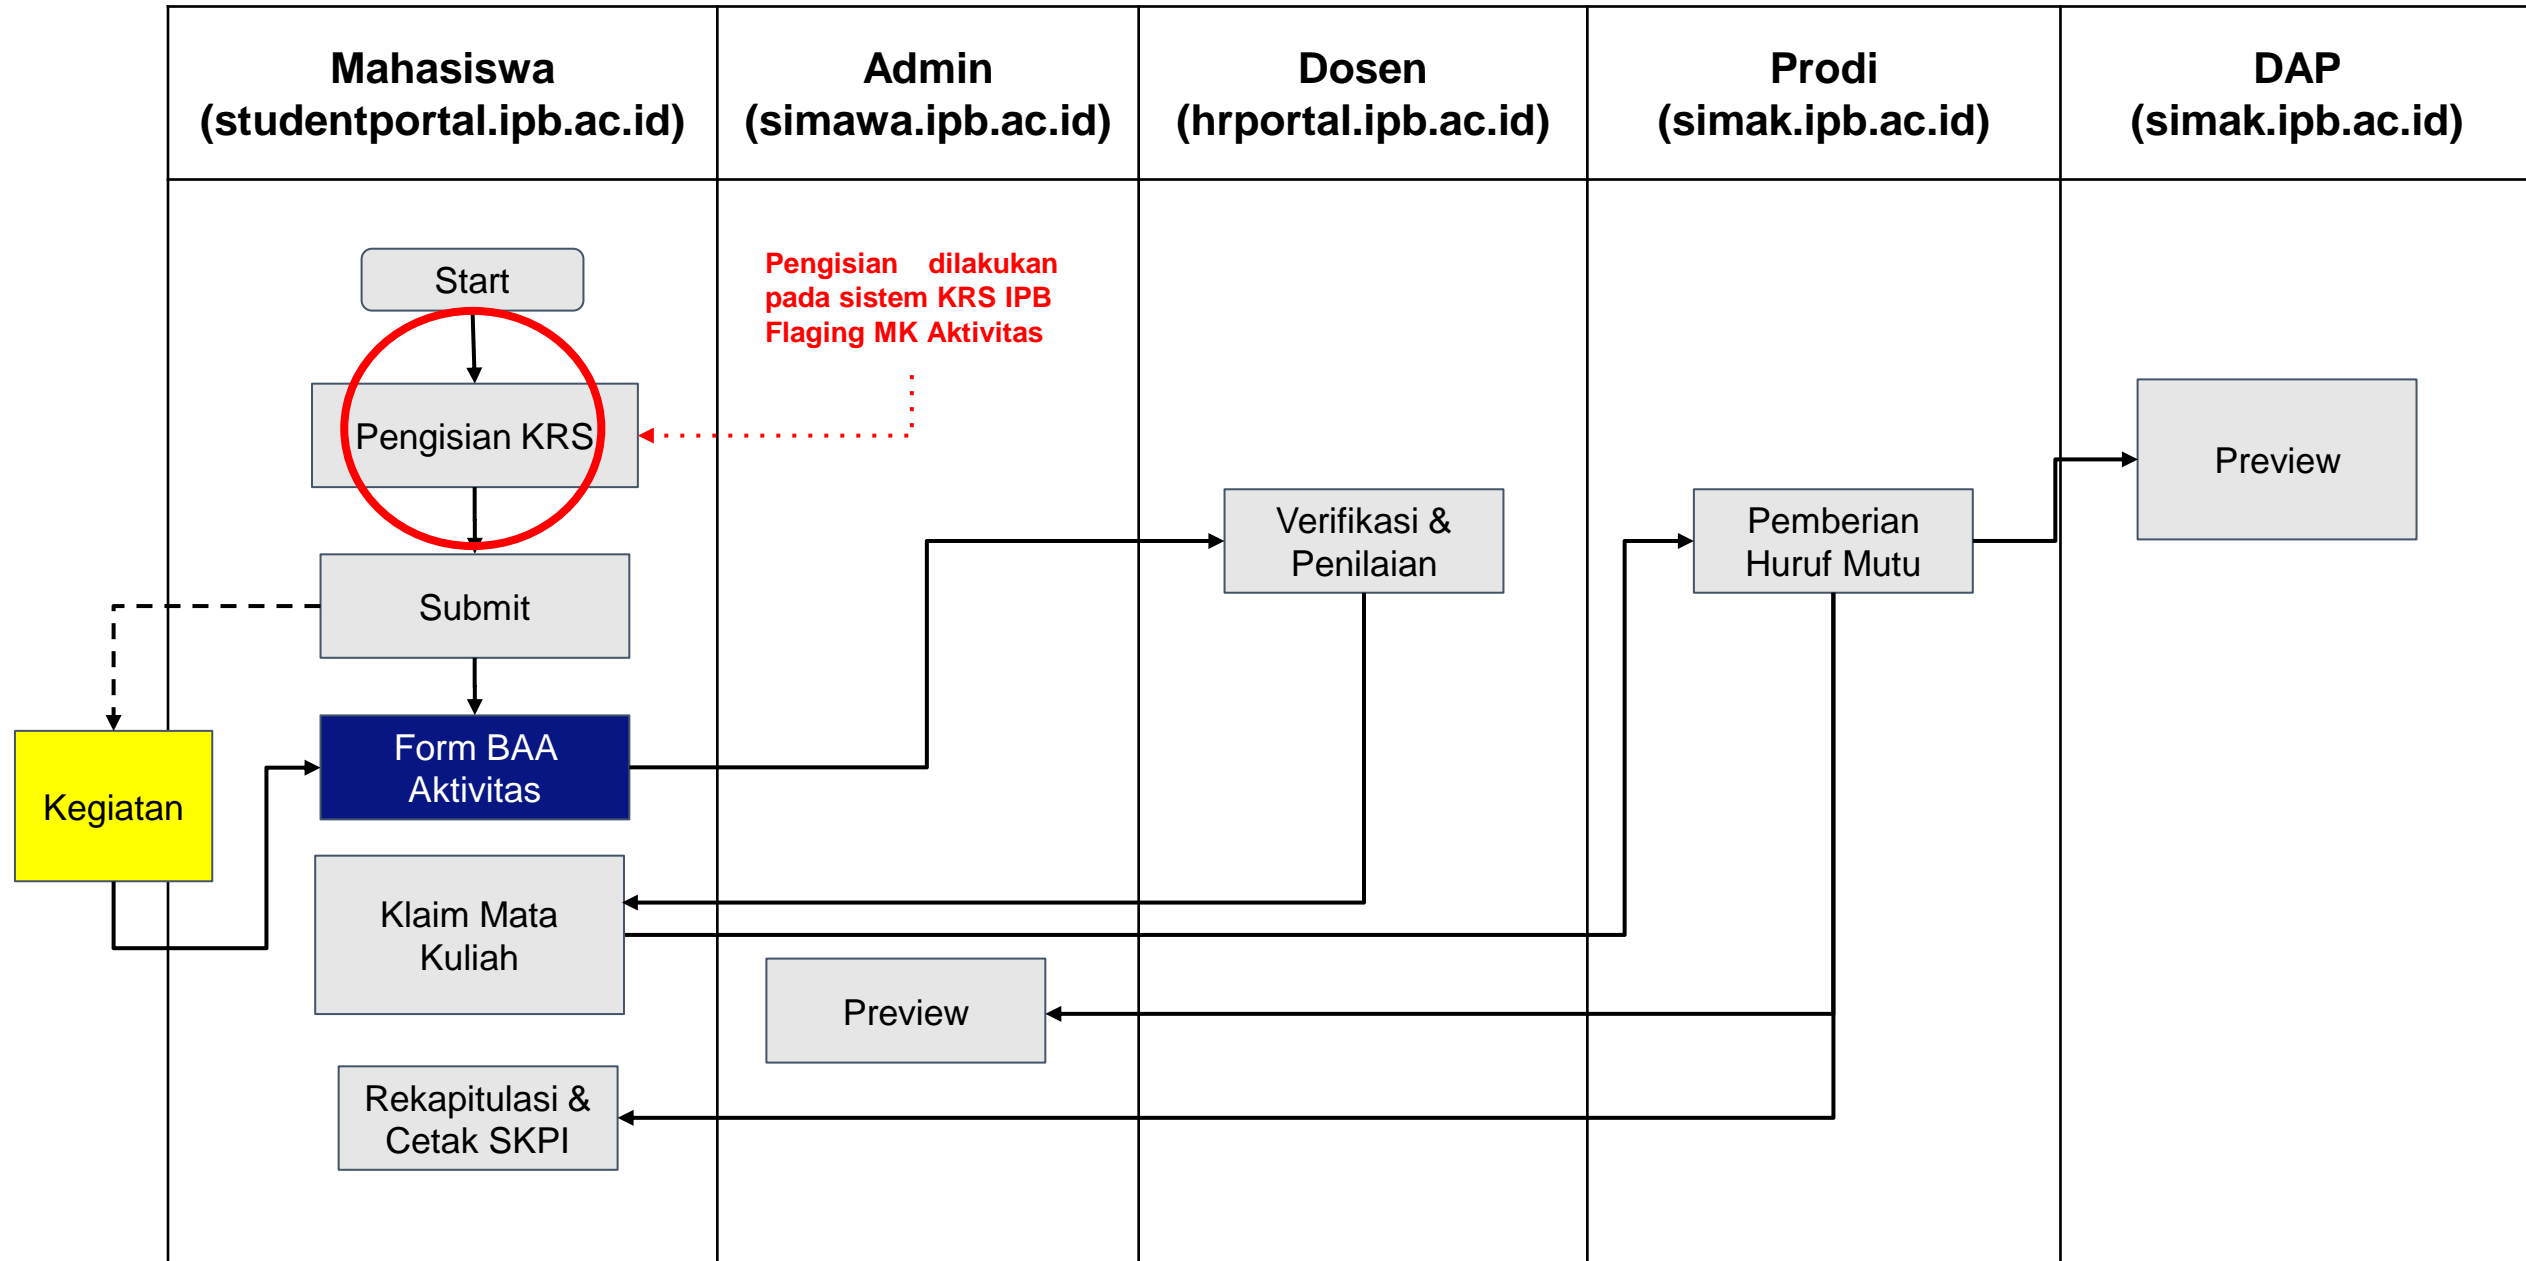 Mahasiswa
(studentportal.ipb.ac.id)
Admin
(simawa.ipb.ac.id)
Dosen
(hrportal.ipb.ac.id)
Prodi
(simak.ipb.ac.id)
DAP
(simak.ipb.ac.id)
Start
Pengisian dilakukan
pada sistem KRS IPB
Flaging MK Aktivitas
Pengisian KRS
Preview
Verifikasi &
Penilaian
Pemberian
Huruf Mutu
Submit
Form BAA
Aktivitas
Kegiatan
Klaim Mata
Kuliah
Preview
Rekapitulasi &
Cetak SKPI